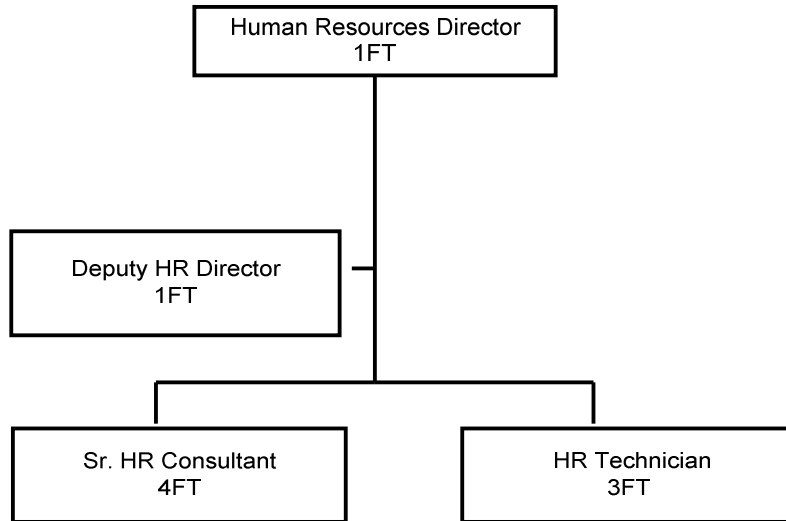 Human Resources Director
1FT
Deputy HR Director
1FT
Sr. HR Consultant
4FT
HR Technician
3FT